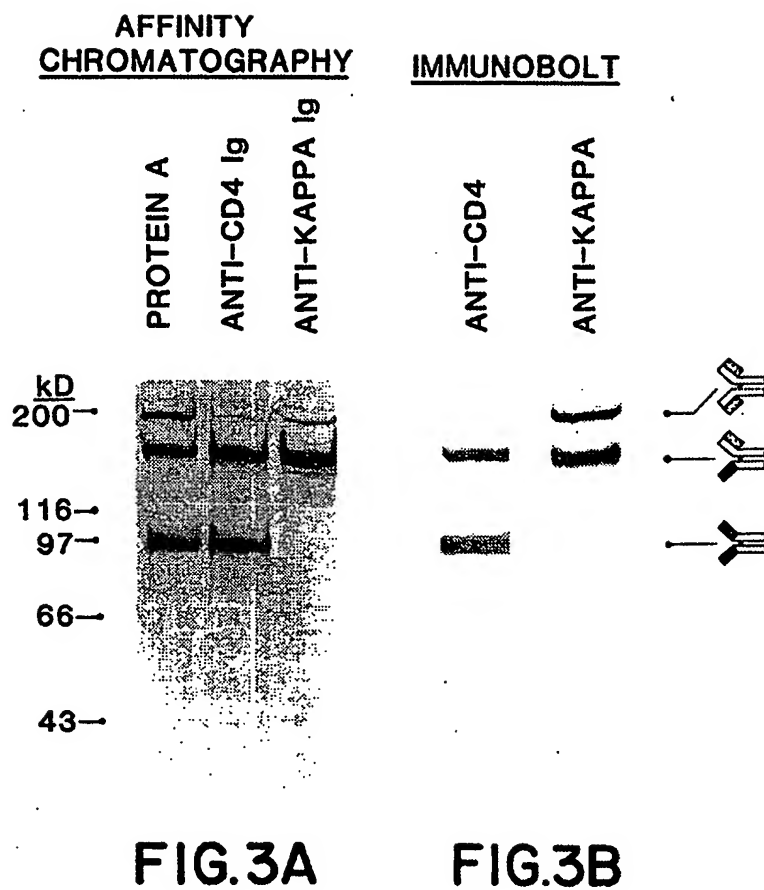 AFFINITY
CHROMATOGRAPHY
IMMUNOBOLT
PROTEIN A
ANTI-CD4 Ig
ANTI-KAPPA Ig
ANTI-CD4
ANTI-KAPPA
kD
200
116
97
66
43
FIG.3A
FIG.3B